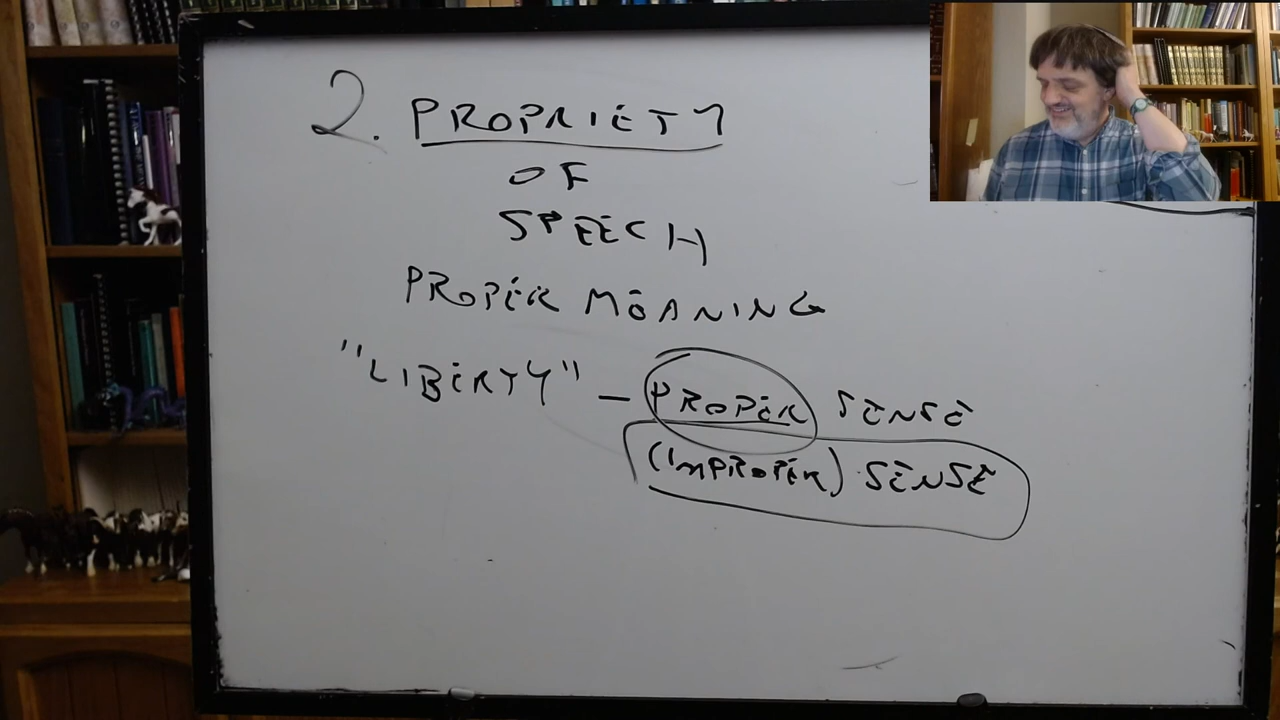 2. PROPRIETY
OF
SPEECH
PROPER MEANING
"LIBERTY" – PROPER SENSE
(IMPROPER) SENSE